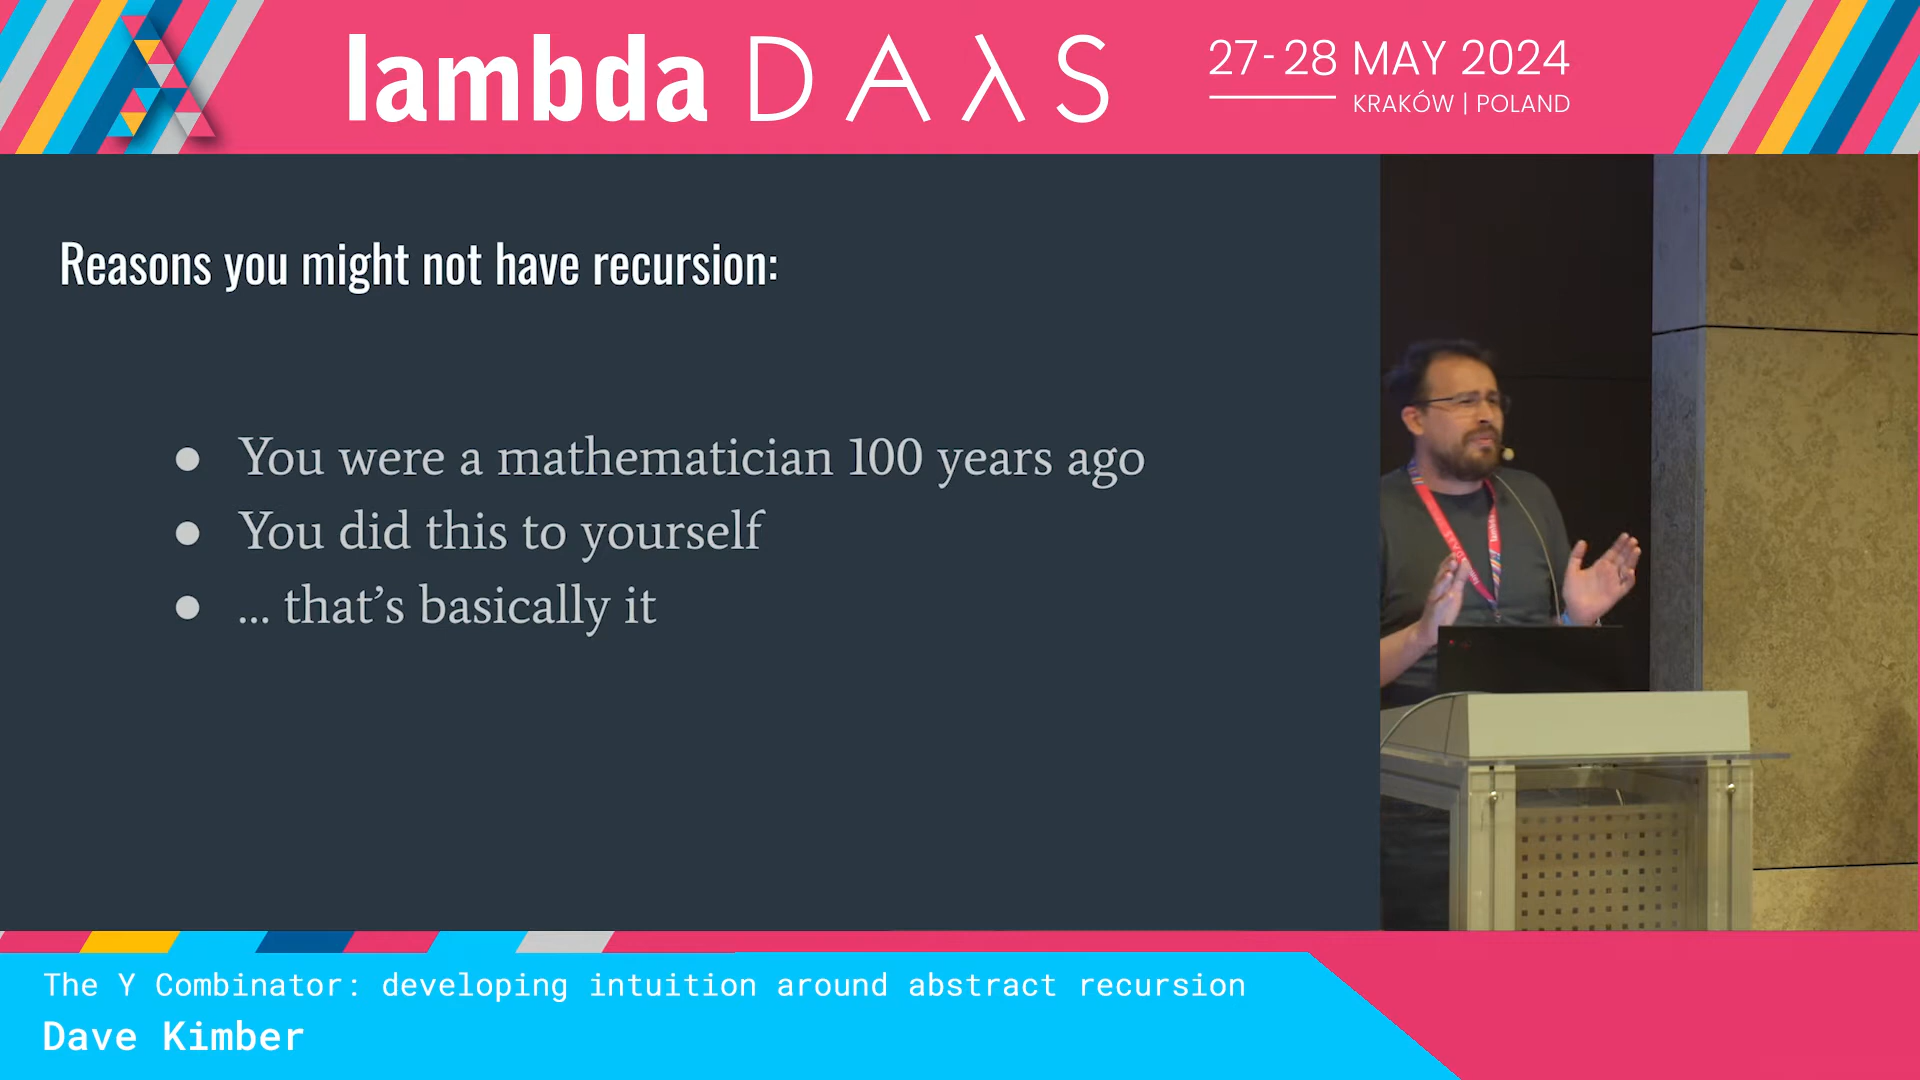 lambda DAλS
27-28 MAY 2024
KRAKÓW | POLAND
Reasons you might not have recursion:
● You were a mathematician 100 years ago
● You did this to yourself
● ... that's basically it
The Y Combinator: developing intuition around abstract recursion
Dave Kimber